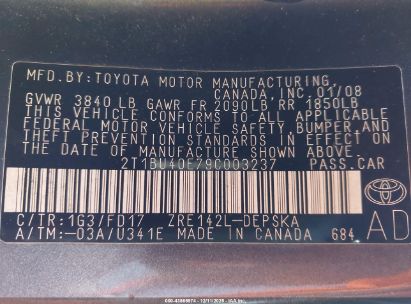 MFD.BY:TOYOTA MOTOR MANUFACTURING,
CANADA,INC. 01/08
GVWR 3840 LB GAWR FR 2090LB,RR 1850LB
THIS VEHICLE CONFORMS TO ALL APPLICABLE
FEDERAL MOTOR VEHICLE SAFETY,BUMPER,AND
THEFT PREVENTION STANDARDS IN EFFECT ON
THE DATE OF MANUFACTURE SHOWN ABOVE.
2T1BU40E79C003237 PASS.CAR
C/TR:1G3/FD17 ZRE142L-DEPSKA
A/TM:-03A/U341E MADE IN CANADA 684
TOYOTA
AD